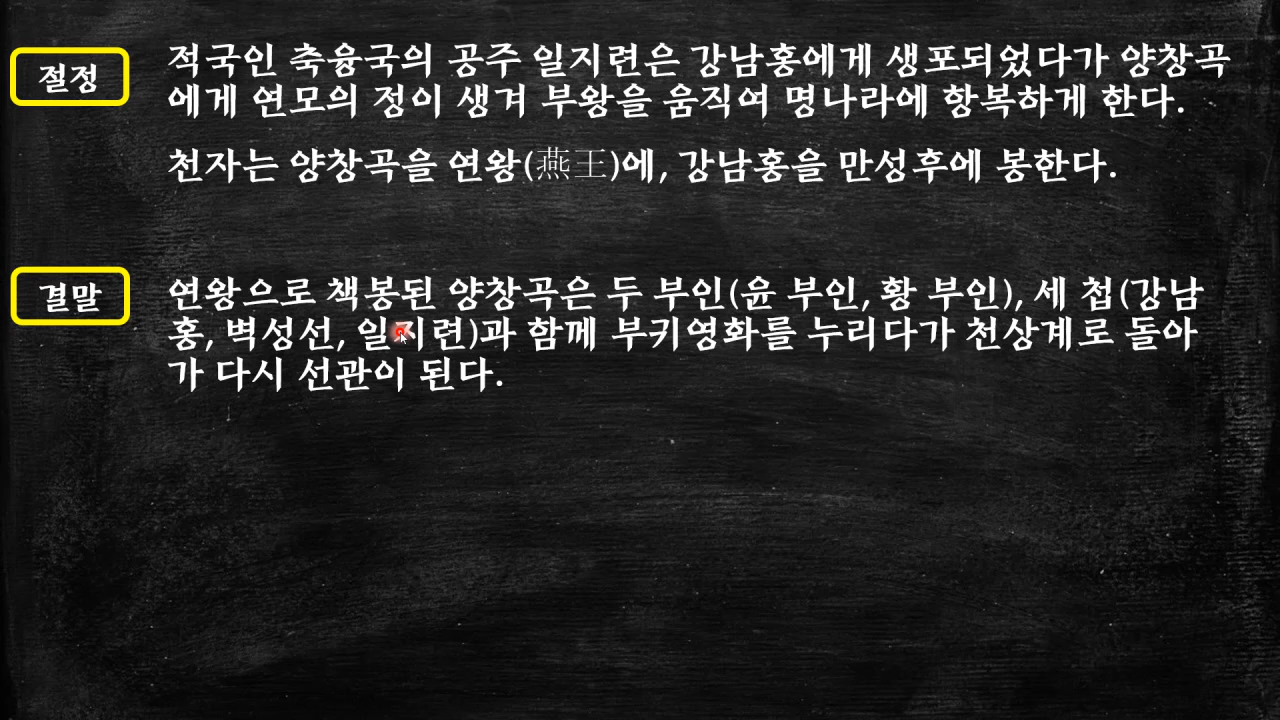 절정
적국인 축융국의 공주 일지련은 강남홍에게 생포되었다가 양창곡
에게 연모의 정이 생겨 부왕을 움직여 명나라에 항복하게 한다.
천자는 양창곡을 연왕(燕王)에, 강남홍을 만성후에 봉한다.
결말
연왕으로 책봉된 양창곡은 두 부인(윤 부인, 황 부인), 세 첩(강남
홍, 벽성선, 일지련)과 함께 부키영화를 누리다가 천상계로 돌아
가 다시 선관이 된다.